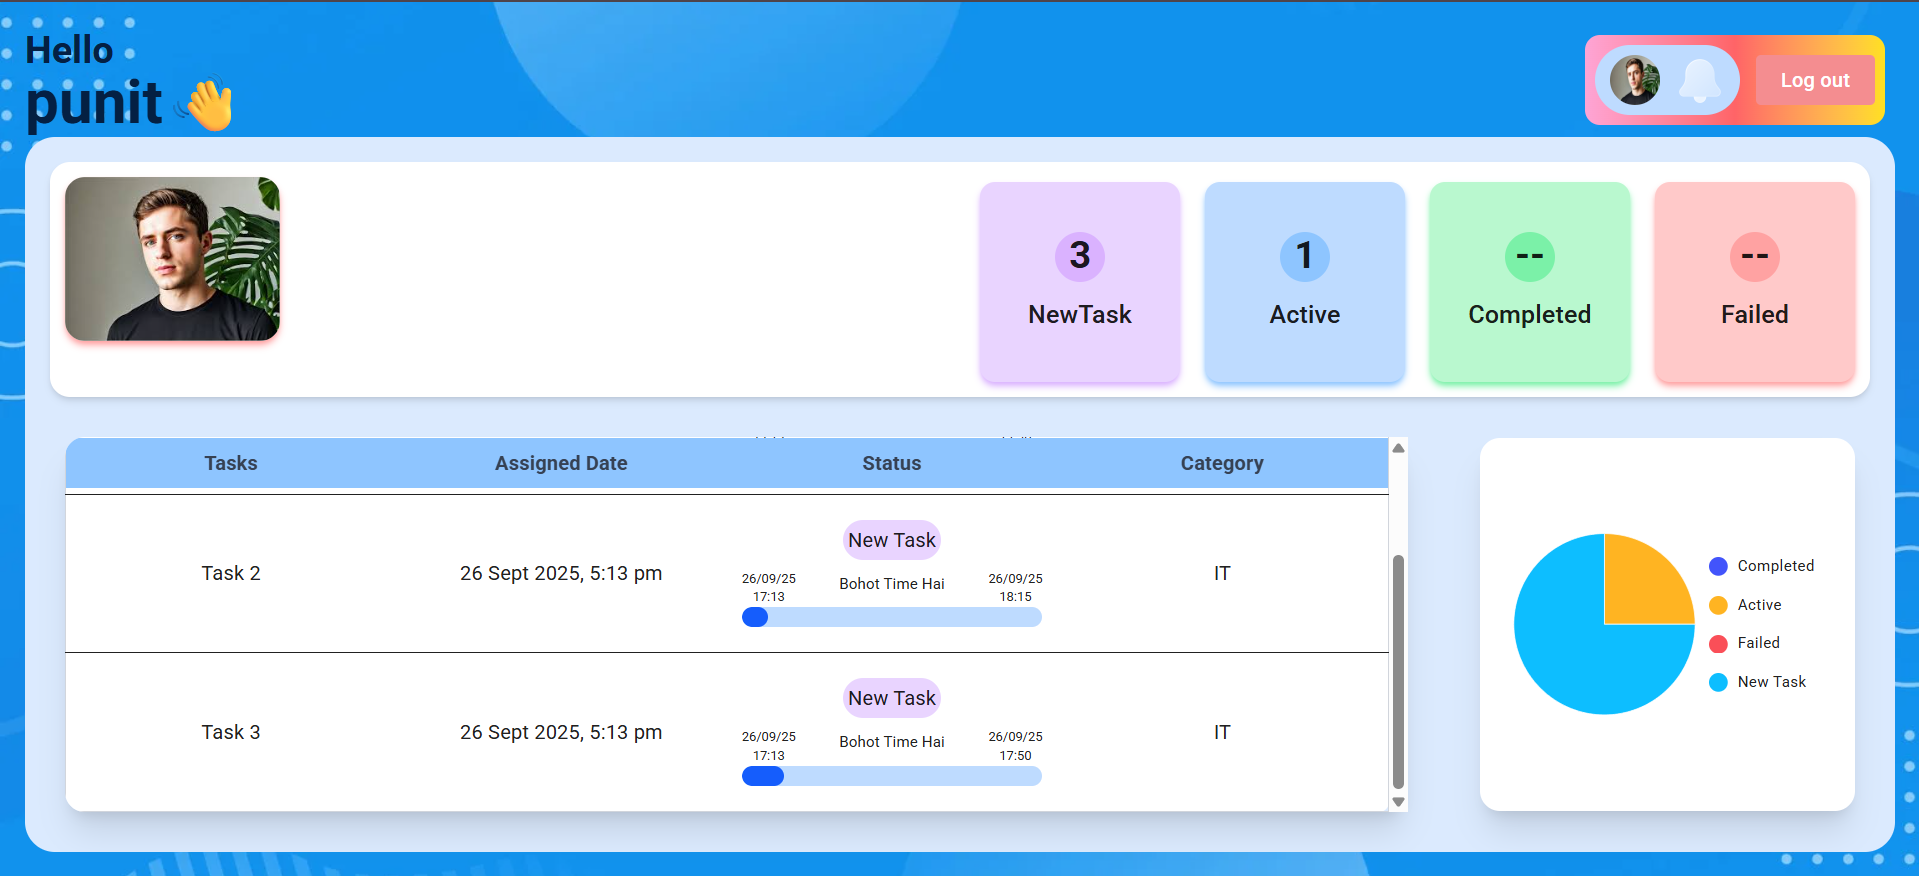 Hello
punit
Log out
3
NewTask
1
Active
--
Completed
--
Failed
Tasks Assigned Date Status Category
New Task
Task 2 26 Sept 2025, 5:13 pm IT
26/09/25 Bohot Time Hai 26/09/25
17:13 18:15
New Task
Task 3 26 Sept 2025, 5:13 pm IT
26/09/25 Bohot Time Hai 26/09/25
17:13 17:50
Completed
Active
Failed
New Task